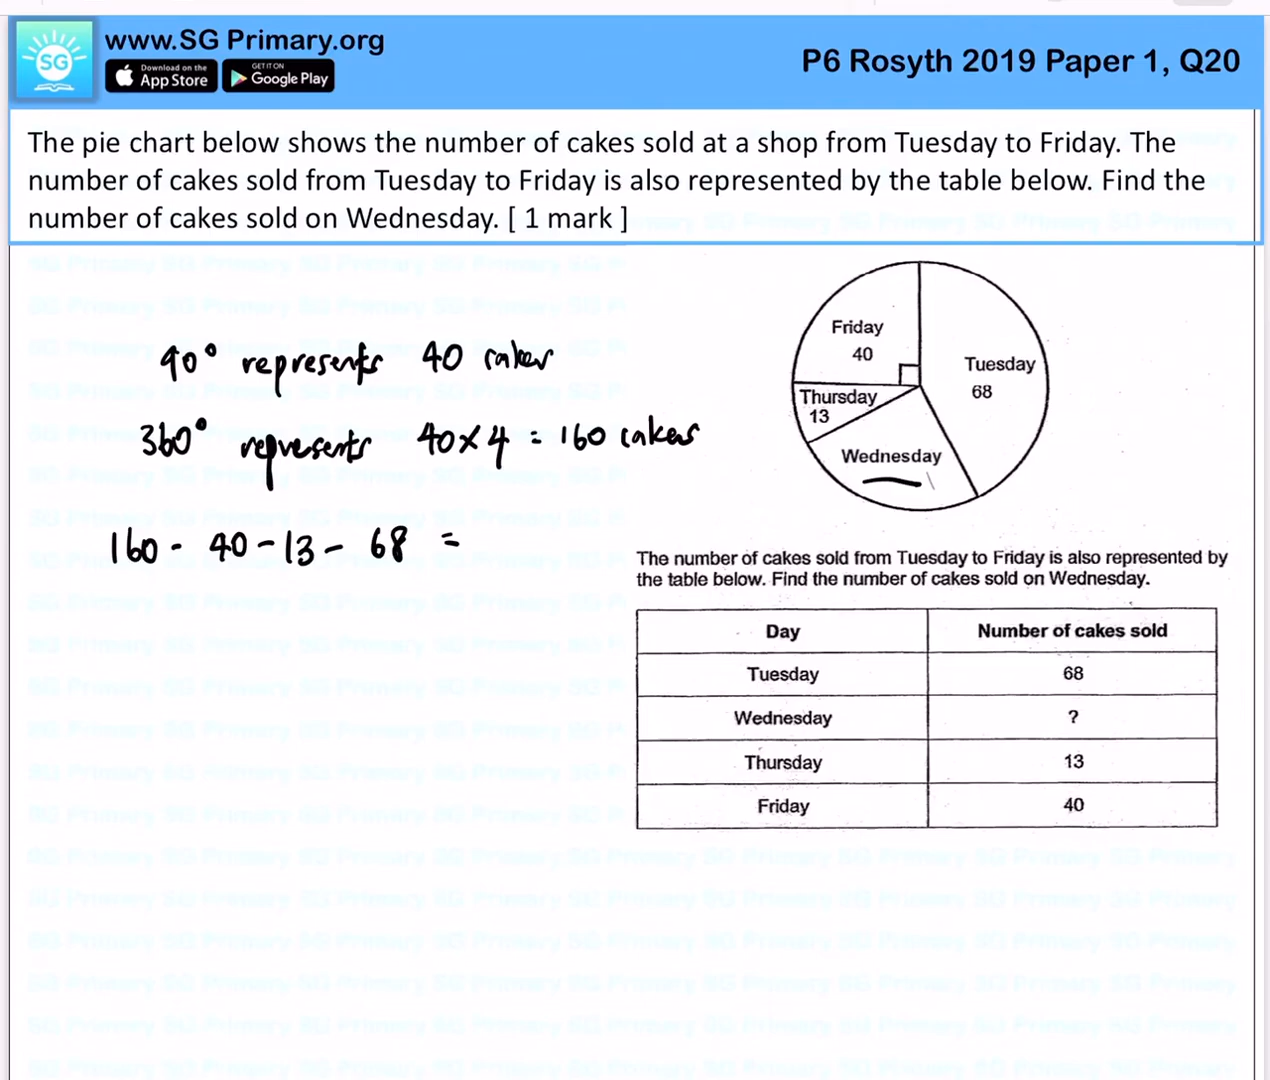 www.SG Primary.org
SG
Download on the
App Store
GET IT ON
Google Play
P6 Rosyth 2019 Paper 1, Q20
The pie chart below shows the number of cakes sold at a shop from Tuesday to Friday. The
number of cakes sold from Tuesday to Friday is also represented by the table below. Find the
number of cakes sold on Wednesday. [ 1 mark ]
90° represents 40 cakes
360° represents 40 x 4 = 160 cakes
160 - 40 - 13 - 68 =
Friday
40
Tuesday
68
Thursday
13
Wednesday
The number of cakes sold from Tuesday to Friday is also represented by
the table below. Find the number of cakes sold on Wednesday.
Day Number of cakes sold
Tuesday 68
Wednesday ?
Thursday 13
Friday 40